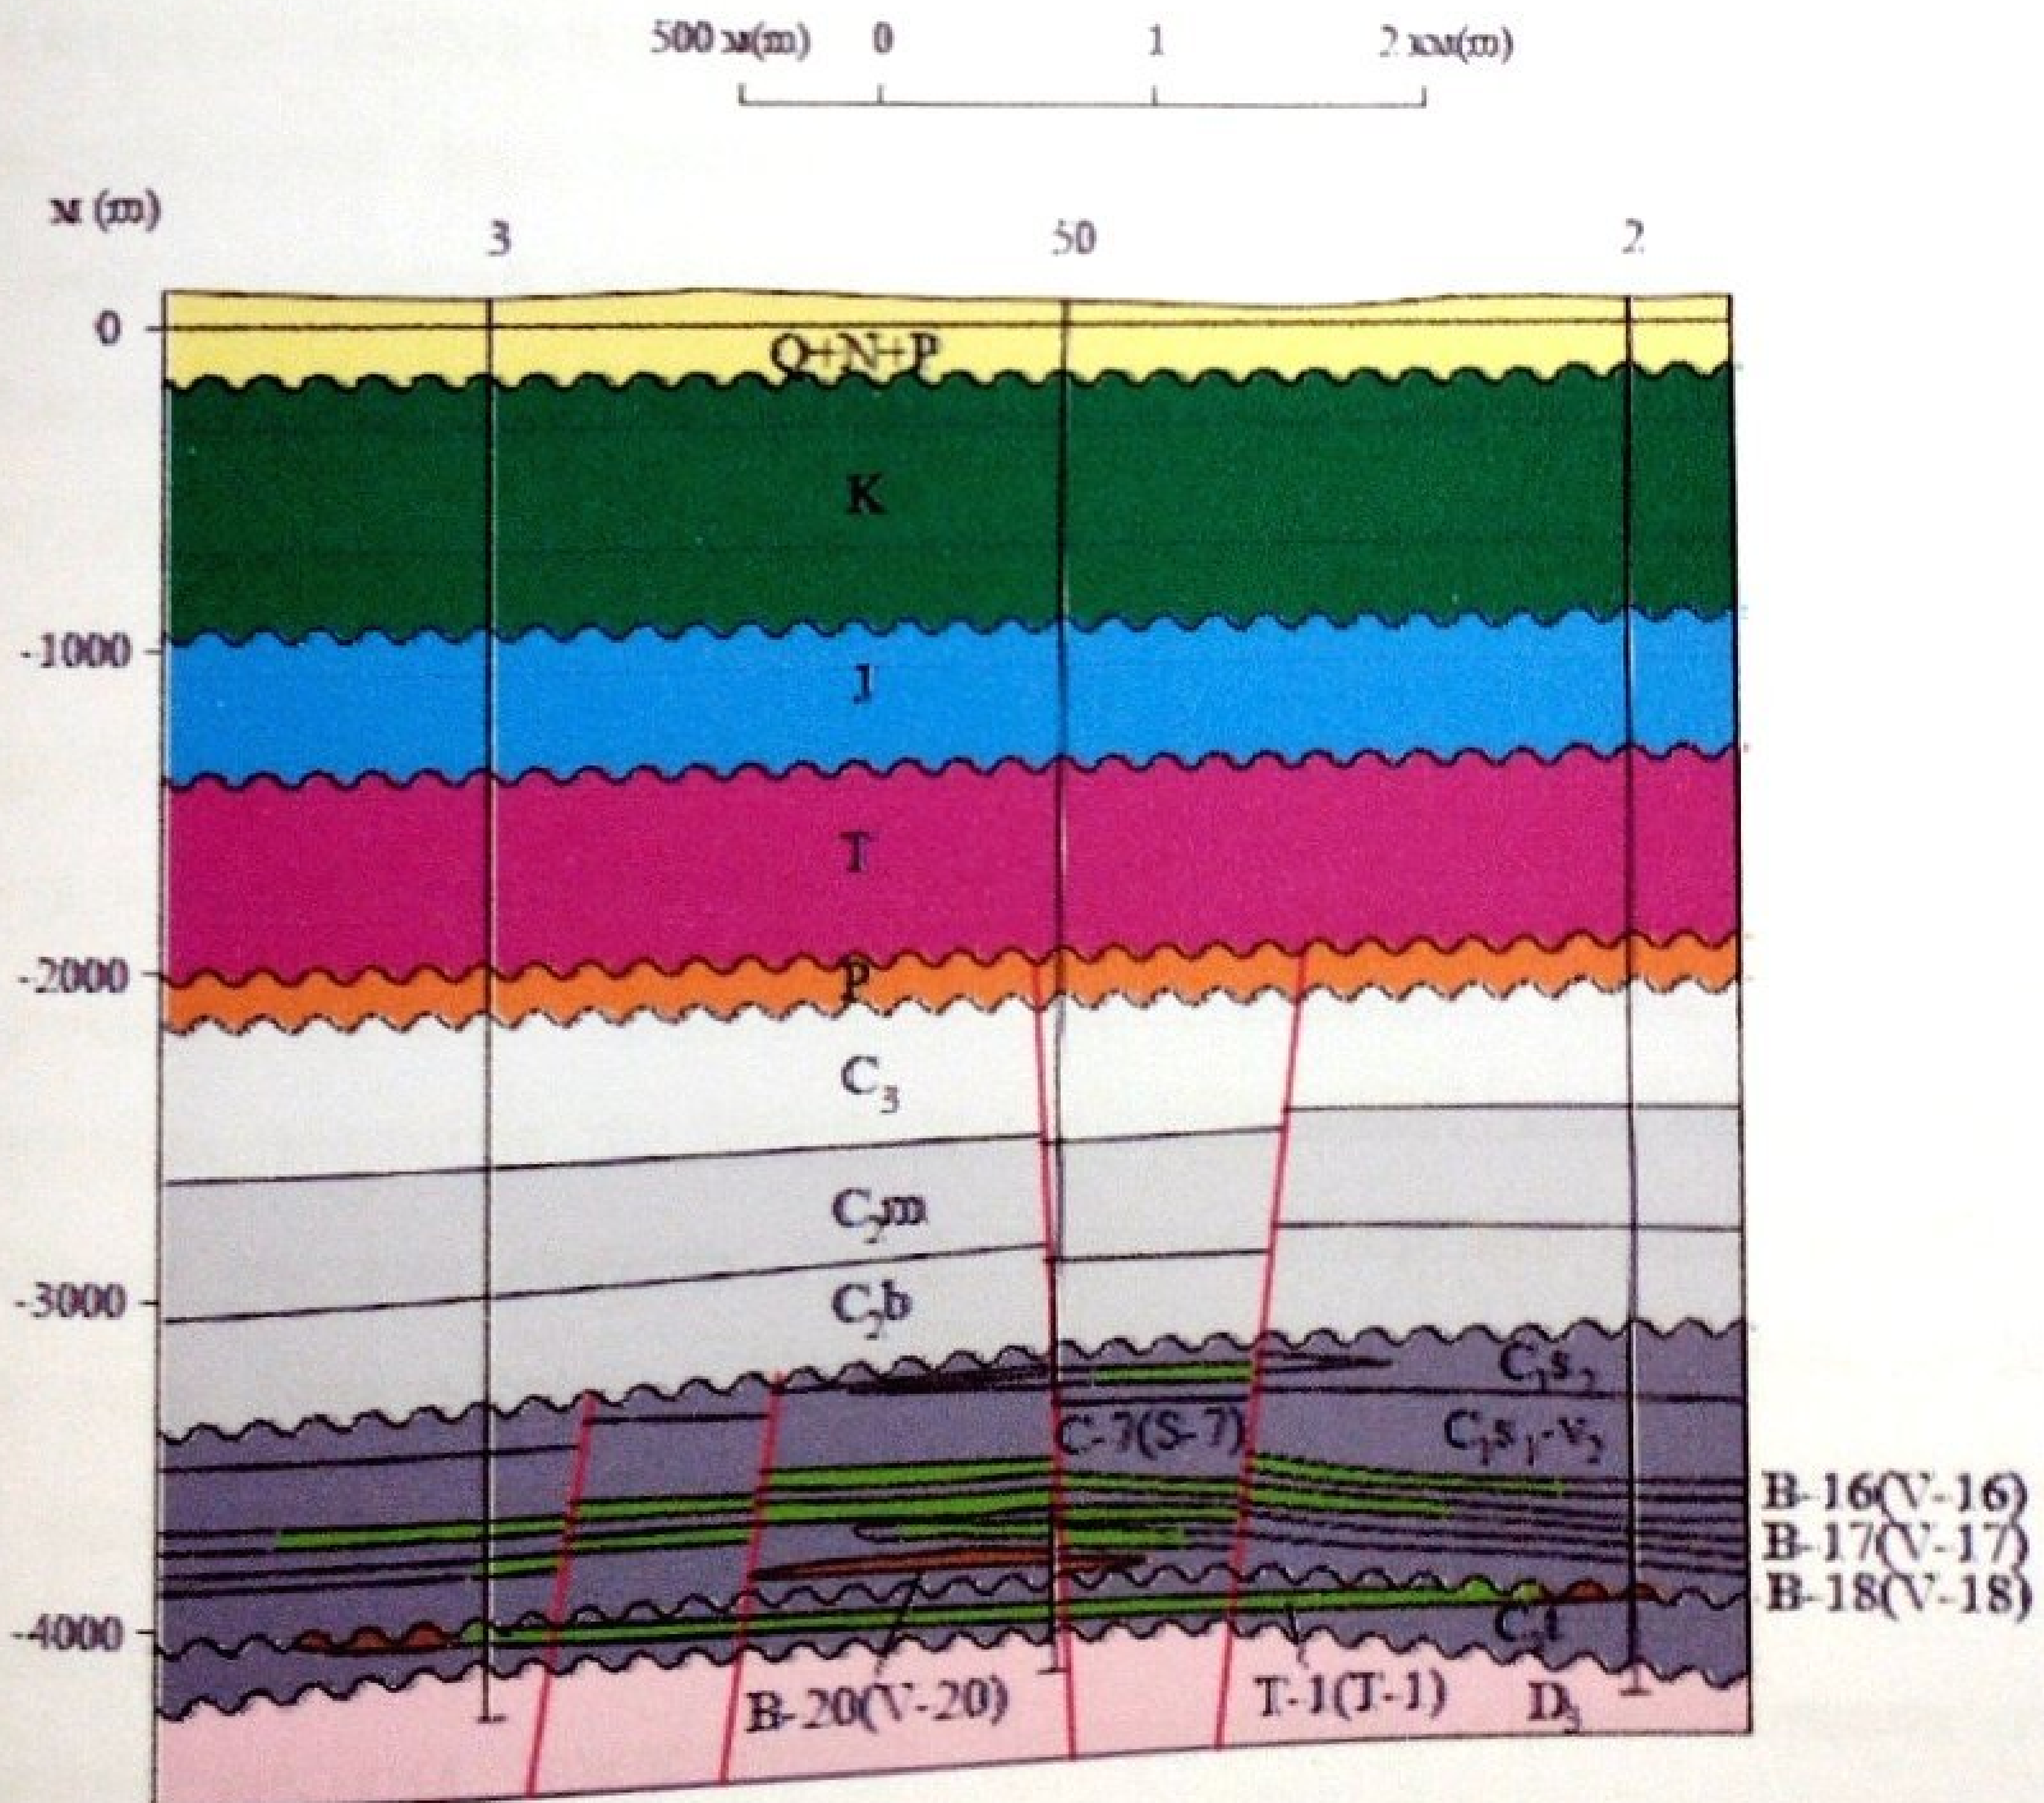 500 м(m) 0 1 2 км(m)
м (m)
3 50 2
0
Q+N+P
K
-1000
J
T
-2000
P
C3
C2m
-3000
C2b
C1s2
C-7(S-7)
C1s1-v2
B-16(V-16)
B-17(V-17)
B-18(V-18)
-4000
C1t
B-20(V-20)
T-1(T-1)
D3